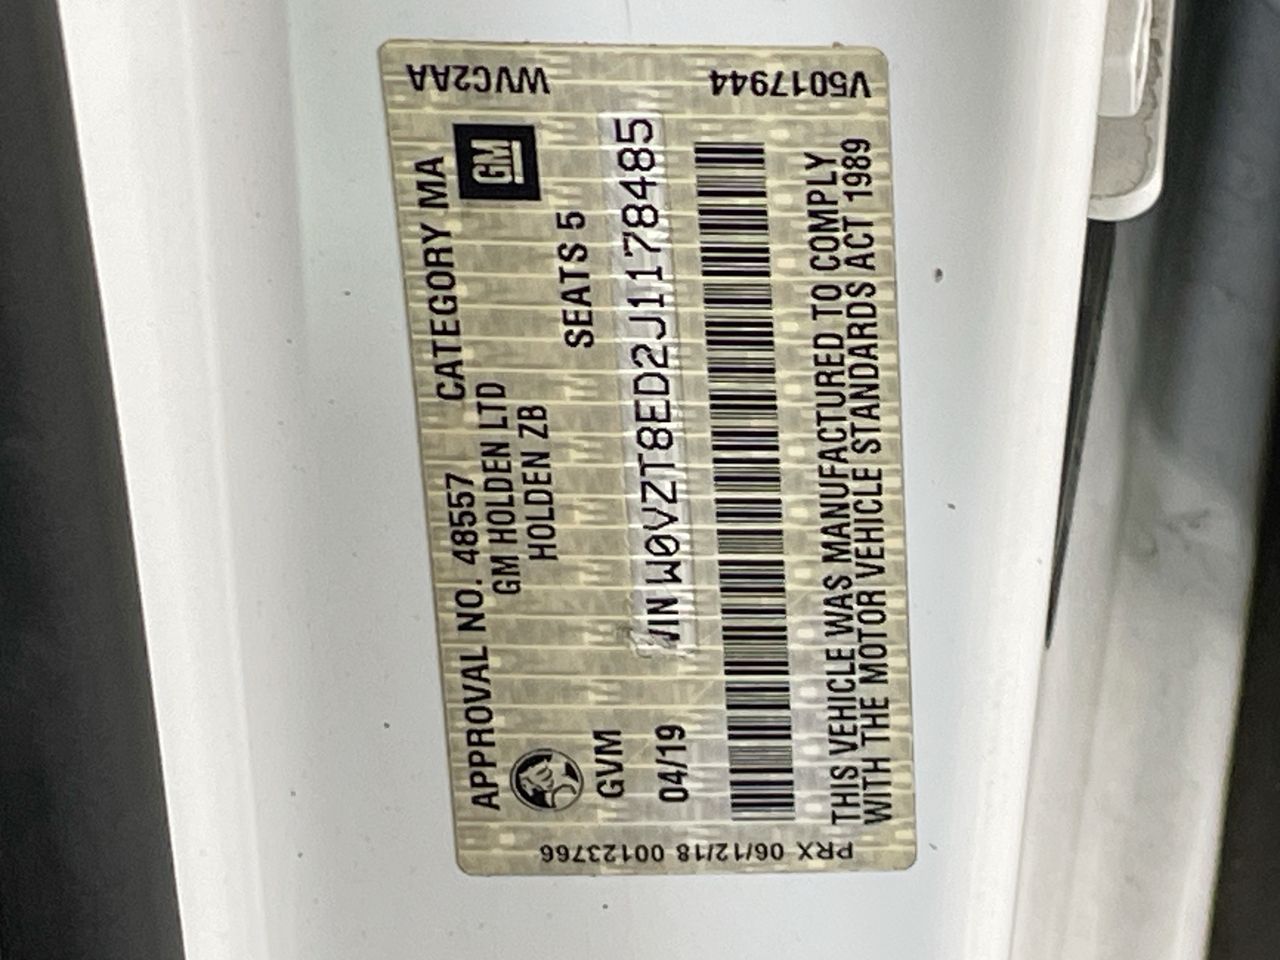 APPROVAL NO. 48557 CATEGORY MA
GM HOLDEN LTD
HOLDEN ZB
GM
GVM SEATS 5
04/19 VIN W0VZT8ED2J1178485
THIS VEHICLE WAS MANUFACTURED TO COMPLY
WITH THE MOTOR VEHICLE STANDARDS ACT 1989
WVC2AA
V5017944
PRX 06/12/18 00123766